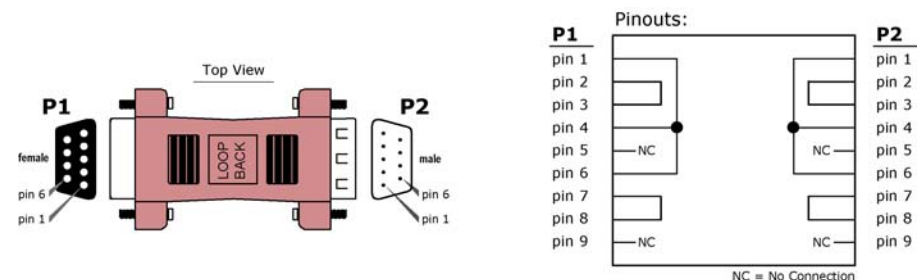 Top View
P1
P2
female
male
pin 6
pin 1
pin 6
pin 1
LOOP
BACK
Pinouts:
P1
P2
pin 1
pin 1
pin 2
pin 2
pin 3
pin 3
pin 4
pin 4
pin 5
NC
NC
pin 5
pin 6
pin 6
pin 7
pin 7
pin 8
pin 8
pin 9
NC
NC
pin 9
NC = No Connection